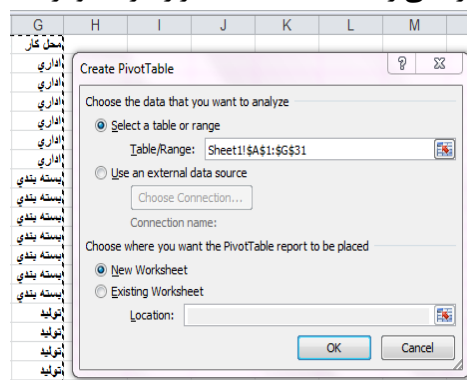 G H I J K L M
محل كار
اداري
اداري
اداري
اداري
اداري
اداري
بسته بندي
بسته بندي
بسته بندي
بسته بندي
بسته بندي
بسته بندي
بسته بندي
توليد
توليد
توليد
توليد
Create PivotTable
Choose the data that you want to analyze
Select a table or range
Table/Range: Sheet1!$A$1:$G$31
Use an external data source
Choose Connection...
Connection name:
Choose where you want the PivotTable report to be placed
New Worksheet
Existing Worksheet
Location:
OK Cancel